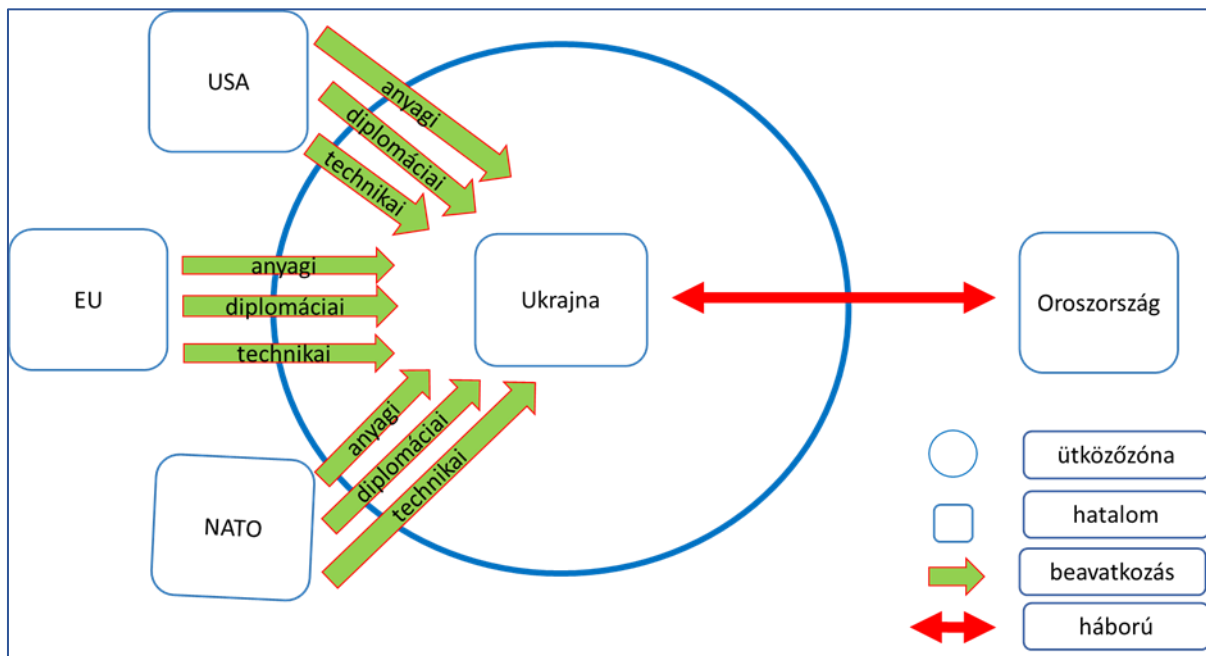 USA
anyagi
diplomáciai
technikai
EU
anyagi
diplomáciai
technikai
Ukrajna
Oroszország
NATO
anyagi
diplomáciai
technikai
ütközőzóna
hatalom
beavatkozás
háború